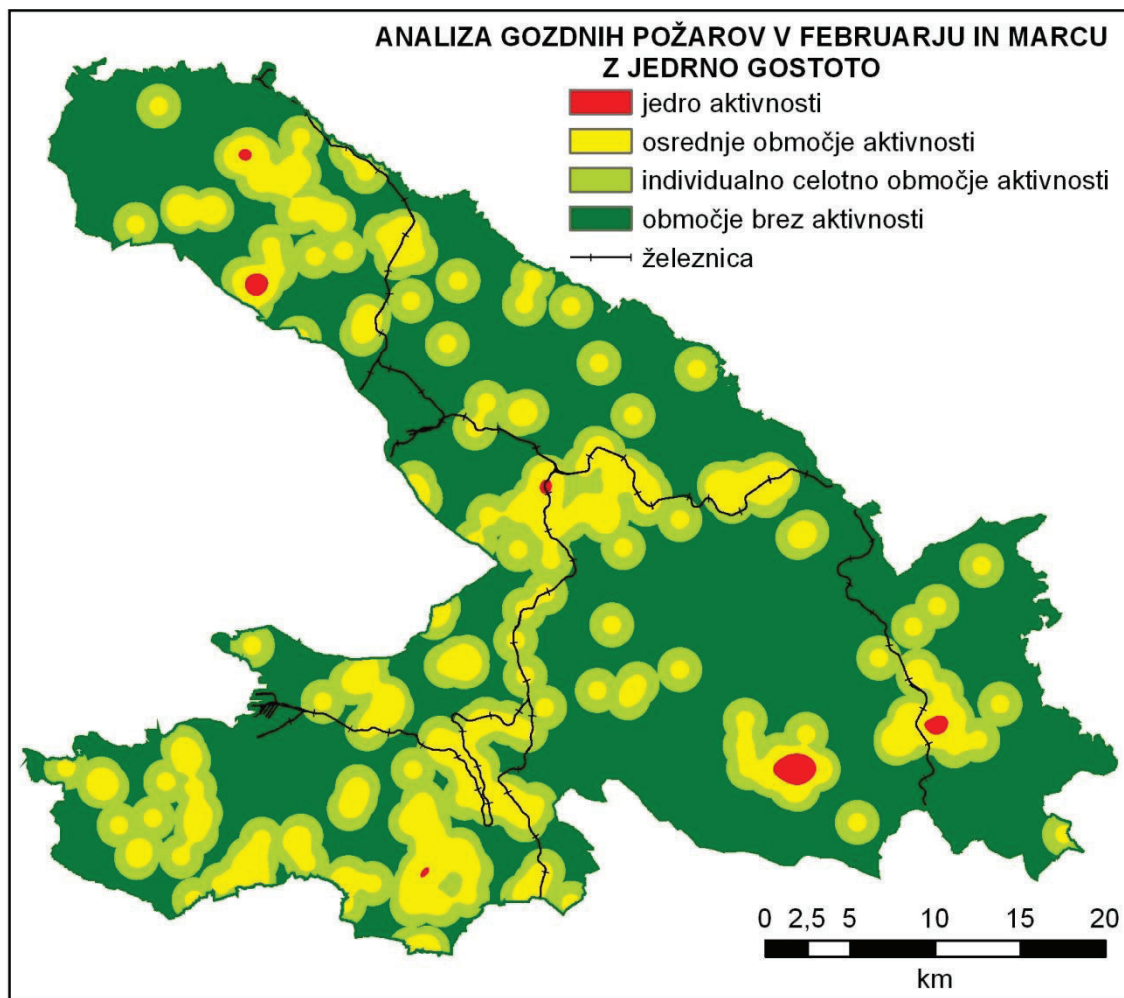 ANALIZA GOZDNIH POŽAROV V FEBRUARJU IN MARCU
Z JEDRNO GOSTOTO
jedro aktivnosti
osrednje območje aktivnosti
individualno celotno območje aktivnosti
območje brez aktivnosti
železnica
0 2,5 5 10 15 20
km